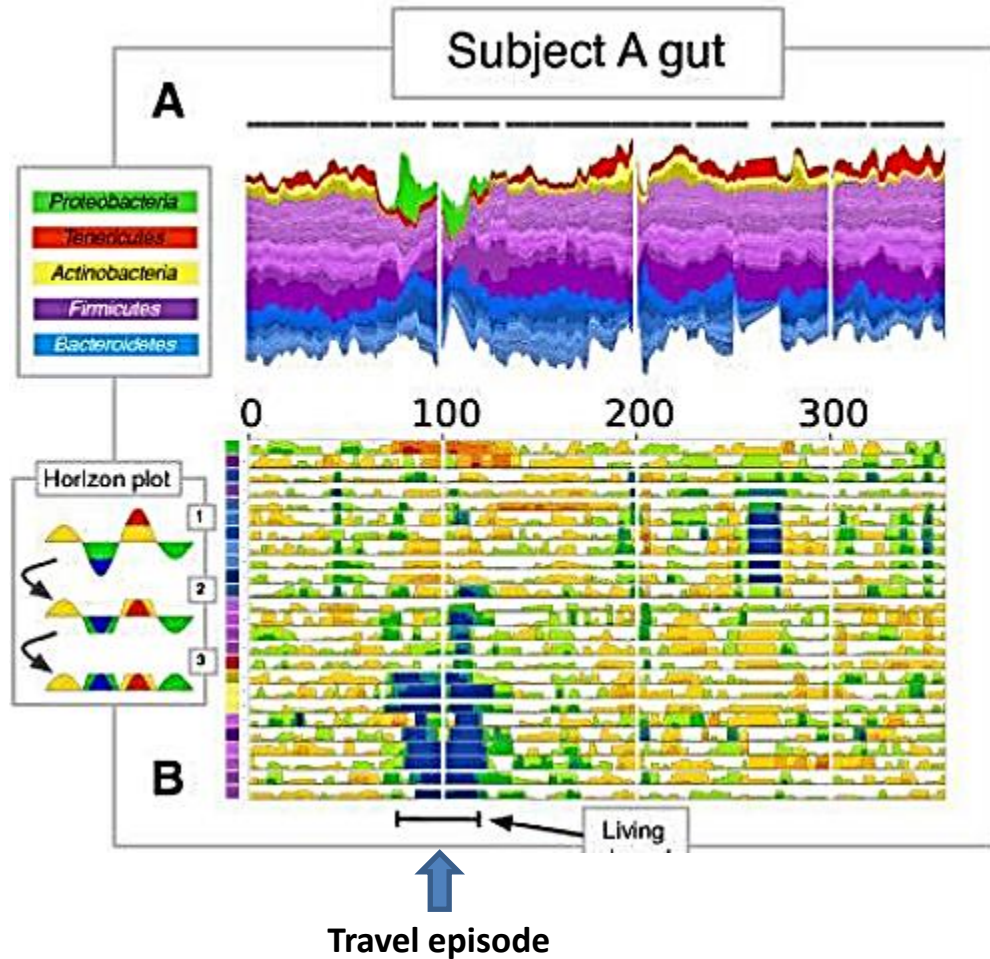 Subject A gut
A
Proteobacteria
Tenericutes
Actinobacteria
Firmicutes
Bacteroidetes
0 100 200 300
Horizon plot
1
2
3
B
Living
Travel episode